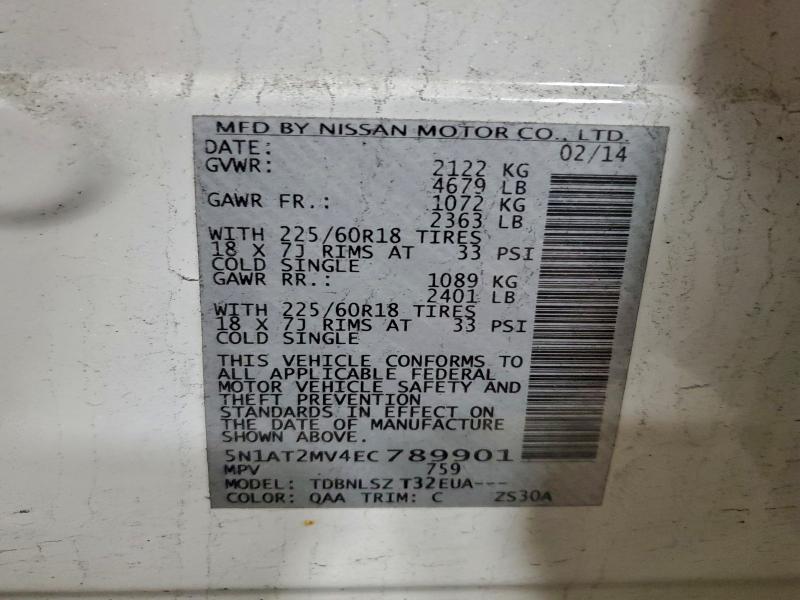 MFD BY NISSAN MOTOR CO., LTD.
DATE: 02/14
GVWR: 2122 KG
4679 LB
GAWR FR.: 1072 KG
2363 LB
WITH 225/60R18 TIRES
18 X 7J RIMS AT 33 PSI
COLD SINGLE
GAWR RR.: 1089 KG
2401 LB
WITH 225/60R18 TIRES
18 X 7J RIMS AT 33 PSI
COLD SINGLE
THIS VEHICLE CONFORMS TO
ALL APPLICABLE FEDERAL
MOTOR VEHICLE SAFETY AND
THEFT PREVENTION
STANDARDS IN EFFECT ON
THE DATE OF MANUFACTURE
SHOWN ABOVE.
5N1AT2MV4EC789901
MPV 759
MODEL: TDBNLSZ T32EUA---
COLOR: QAA TRIM: C ZS30A